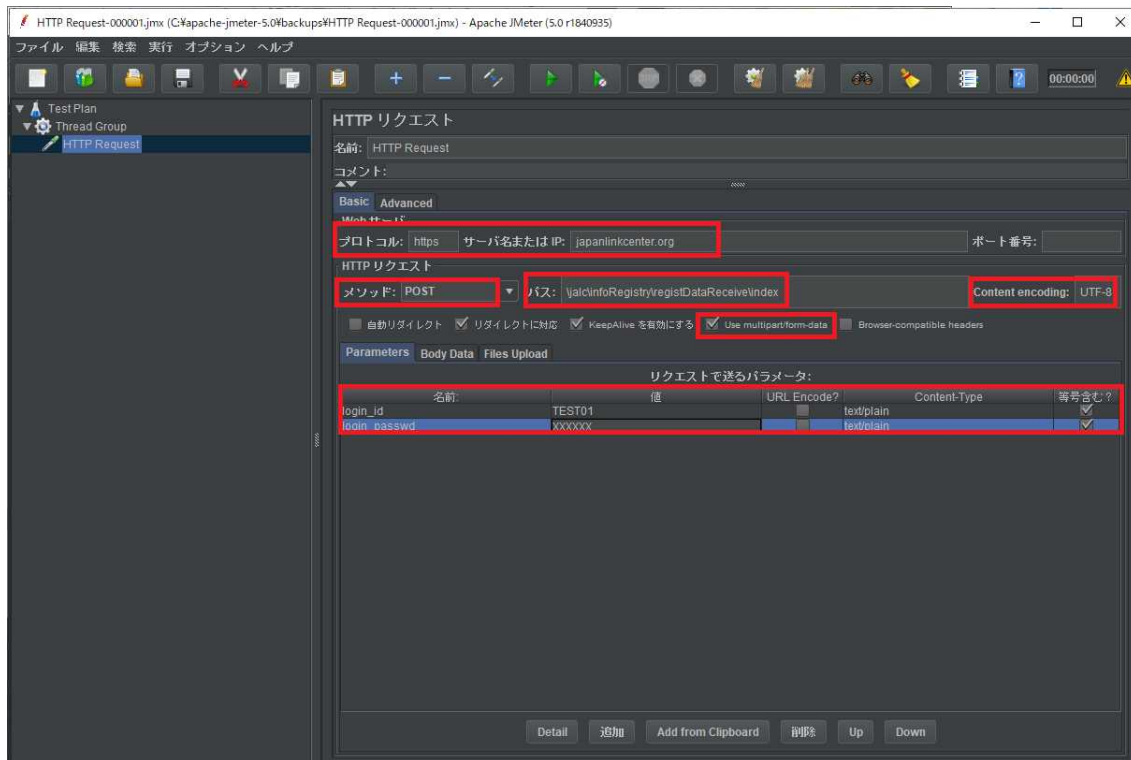 HTTP Request-000001.jmx (C:¥apache-jmeter-5.0¥backups¥HTTP Request-000001.jmx) - Apache JMeter (5.0 r1840935)
ファイル 編集 検索 実行 オプション ヘルプ
00:00:00
Test Plan
Thread Group
HTTP Request
HTTP リクエスト
名前: HTTP Request
コメント:
Basic Advanced
Web サーバ
プロトコル: https サーバ名または IP: japanlinkcenter.org ポート番号:
HTTP リクエスト
メソッド: POST パス: \jalc\infoRegistry\registDataReceive\index Content encoding: UTF-8
自動リダイレクト リダイレクトに対応 KeepAlive を有効にする Use multipart/form-data Browser-compatible headers
Parameters Body Data Files Upload
リクエストで送るパラメータ:
名前: 値 URL Encode? Content-Type 等号含む?
login_id TEST01 text/plain
login_passwd XXXXXX text/plain
Detail 追加 Add from Clipboard 削除 Up Down